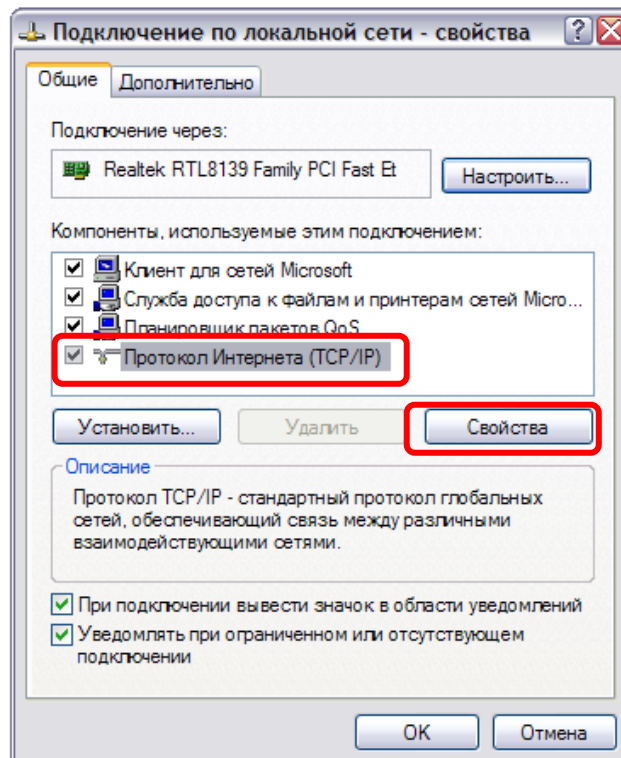 Подключение по локальной сети - свойства
Общие
Дополнительно
Подключение через:
Realtek RTL8139 Family PCI Fast Et
Настроить...
Компоненты, используемые этим подключением:
Клиент для сетей Microsoft
Служба доступа к файлам и принтерам сетей Micro...
Планировщик пакетов QoS
Протокол Интернета (TCP/IP)
Установить...
Удалить
Свойства
Описание
Протокол TCP/IP - стандартный протокол глобальных
сетей, обеспечивающий связь между различными
взаимодействующими сетями.
При подключении вывести значок в области уведомлений
Уведомлять при ограниченном или отсутствующем
подключении
OK
Отмена